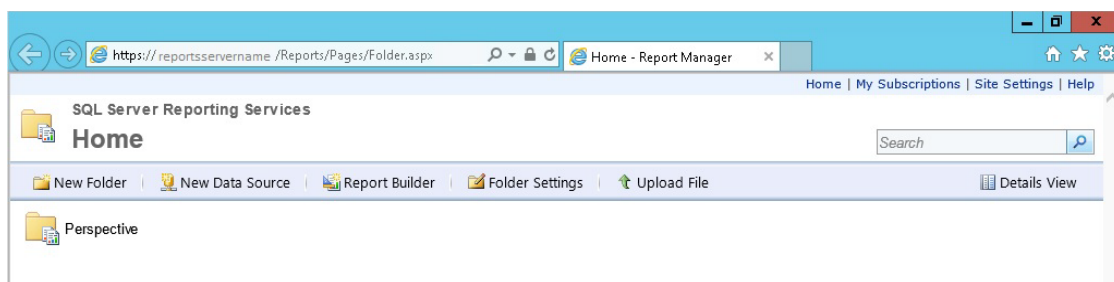 https:// reportsservername /Reports/Pages/Folder.aspx
Home - Report Manager
Home | My Subscriptions | Site Settings | Help
SQL Server Reporting Services
Home
Search
New Folder | New Data Source | Report Builder | Folder Settings | Upload File Details View
Perspective